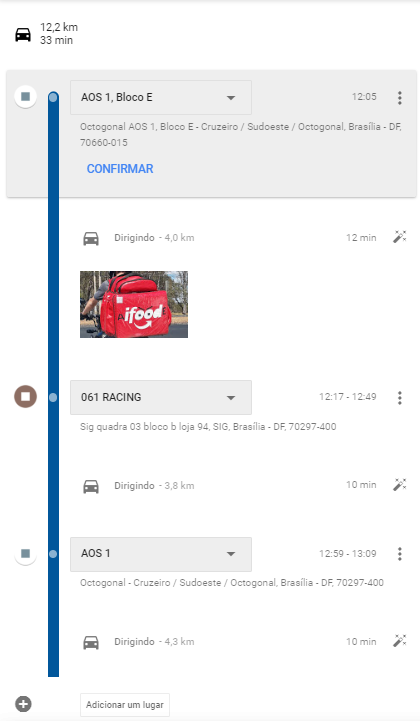 12,2 km
33 min
AOS 1, Bloco E
12:05
Octogonal AOS 1, Bloco E - Cruzeiro / Sudoeste / Octogonal, Brasília - DF,
70660-015
CONFIRMAR
Dirigindo - 4,0 km
12 min
ifood
061 RACING
12:17 - 12:49
Sig quadra 03 bloco b loja 94, SIG, Brasília - DF, 70297-400
Dirigindo - 3,8 km
10 min
AOS 1
12:59 - 13:09
Octogonal - Cruzeiro / Sudoeste / Octogonal, Brasília - DF, 70297-400
Dirigindo - 4,3 km
10 min
Adicionar um lugar